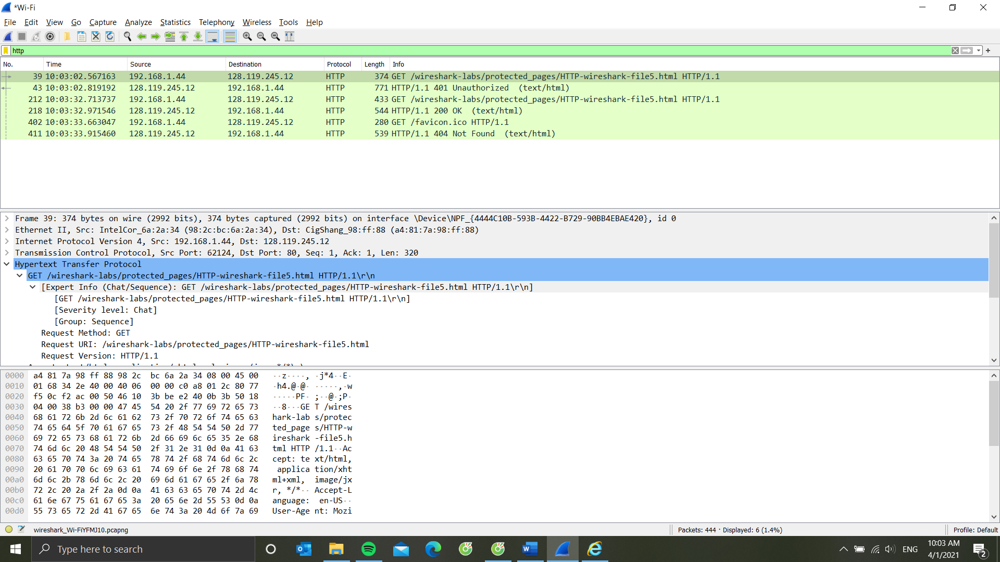 *Wi-Fi
File Edit View Go Capture Analyze Statistics Telephony Wireless Tools Help
http
No. Time Source Destination Protocol Length Info
39 10:03:02.567163 192.168.1.44 128.119.245.12 HTTP 374 GET /wireshark-labs/protected_pages/HTTP-wireshark-file5.html HTTP/1.1
43 10:03:02.819192 128.119.245.12 192.168.1.44 HTTP 771 HTTP/1.1 401 Unauthorized (text/html)
212 10:03:32.713737 192.168.1.44 128.119.245.12 HTTP 433 GET /wireshark-labs/protected_pages/HTTP-wireshark-file5.html HTTP/1.1
218 10:03:32.971546 128.119.245.12 192.168.1.44 HTTP 544 HTTP/1.1 200 OK (text/html)
402 10:03:33.663047 192.168.1.44 128.119.245.12 HTTP 280 GET /favicon.ico HTTP/1.1
411 10:03:33.915460 128.119.245.12 192.168.1.44 HTTP 539 HTTP/1.1 404 Not Found (text/html)
Frame 39: 374 bytes on wire (2992 bits), 374 bytes captured (2992 bits) on interface \Device\NPF_{4444C10B-593B-4422-B729-90BB4EBAE420}, id 0
Ethernet II, Src: IntelCor_6a:2a:34 (98:2c:bc:6a:2a:34), Dst: CigShang_98:ff:88 (a4:81:7a:98:ff:88)
Internet Protocol Version 4, Src: 192.168.1.44, Dst: 128.119.245.12
Transmission Control Protocol, Src Port: 62124, Dst Port: 80, Seq: 1, Ack: 1, Len: 320
Hypertext Transfer Protocol
GET /wireshark-labs/protected_pages/HTTP-wireshark-file5.html HTTP/1.1\r\n
[Expert Info (Chat/Sequence): GET /wireshark-labs/protected_pages/HTTP-wireshark-file5.html HTTP/1.1\r\n]
[GET /wireshark-labs/protected_pages/HTTP-wireshark-file5.html HTTP/1.1\r\n]
[Severity level: Chat]
[Group: Sequence]
Request Method: GET
Request URI: /wireshark-labs/protected_pages/HTTP-wireshark-file5.html
Request Version: HTTP/1.1
0000 a4 81 7a 98 ff 88 98 2c bc 6a 2a 34 08 00 45 00 ··z····, ·j*4··E·
0010 01 68 34 2e 40 00 40 06 00 00 c0 a8 01 2c 80 77 ·h4.@·@· ·····,·w
0020 f5 0c f2 ac 00 50 46 10 3b be e2 40 0b 3b 50 18 ·····PF· ;··@·;P·
0030 04 00 38 b3 00 00 47 45 54 20 2f 77 69 72 65 73 ··8···GE T /wires
0040 68 61 72 6b 2d 6c 61 62 73 2f 70 72 6f 74 65 63 hark-lab s/protec
0050 74 65 64 5f 70 61 67 65 73 2f 48 54 54 50 2d 77 ted_page s/HTTP-w
0060 69 72 65 73 68 61 72 6b 2d 66 69 6c 65 35 2e 68 ireshark -file5.h
0070 74 6d 6c 20 48 54 54 50 2f 31 2e 31 0d 0a 41 63 tml HTTP /1.1··Ac
0080 63 65 70 74 3a 20 74 65 78 74 2f 68 74 6d 6c 2c cept: te xt/html,
0090 20 61 70 70 6c 69 63 61 74 69 6f 6e 2f 78 68 74 applica tion/xht
00a0 6d 6c 2b 78 6d 6c 2c 20 69 6d 61 67 65 2f 6a 78 ml+xml, image/jx
00b0 72 2c 20 2a 2f 2a 0d 0a 41 63 63 65 70 74 2d 4c r, */*·· Accept-L
00c0 61 6e 67 75 61 67 65 3a 20 65 6e 2d 55 53 0d 0a anguage: en-US··
00d0 55 73 65 72 2d 41 67 65 6e 74 3a 20 4d 6f 7a 69 User-Age nt: Mozi
wireshark_Wi-FiYFMJ10.pcapng
Packets: 444 · Displayed: 6 (1.4%)
Profile: Default
Type here to search
ENG
10:03 AM
4/1/2021
2